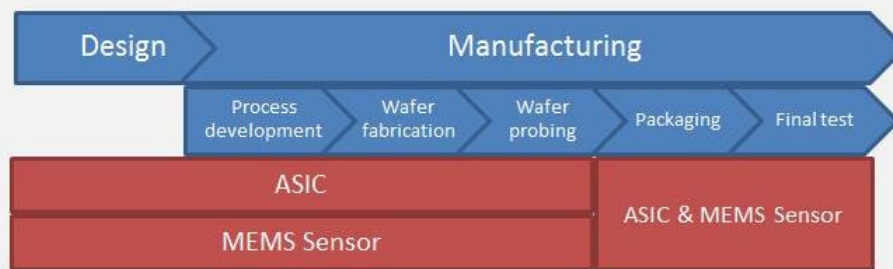 Design
Manufacturing
Process
development
Wafer
fabrication
Wafer
probing
Packaging
Final test
ASIC
MEMS Sensor
ASIC & MEMS Sensor